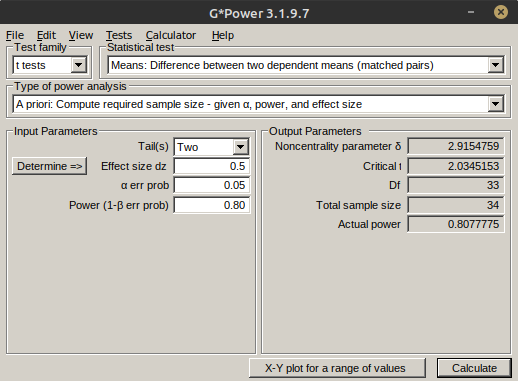 G*Power 3.1.9.7
File Edit View Tests Calculator Help
Test family Statistical test
t tests Means: Difference between two dependent means (matched pairs)
Type of power analysis
A priori: Compute required sample size - given α, power, and effect size
Input Parameters Output Parameters
Tail(s) Two Noncentrality parameter δ 2.9154759
Determine => Effect size dz 0.5 Critical t 2.0345153
α err prob 0.05 Df 33
Power (1-β err prob) 0.80 Total sample size 34
Actual power 0.8077775
X-Y plot for a range of values Calculate